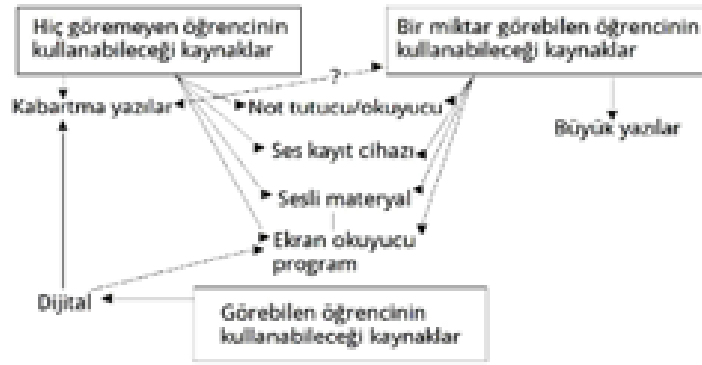 Hiç göremeyen öğrencinin
kullanabileceği kaynaklar
Bir miktar görebilen öğrencinin
kullanabileceği kaynaklar
?
Kabartma yazılar
Not tutucu/okuyucu
Büyük yazılar
Ses kayıt cihazı
Sesli materyal
Ekran okuyucu
program
Dijital
Görebilen öğrencinin
kullanabileceği kaynaklar